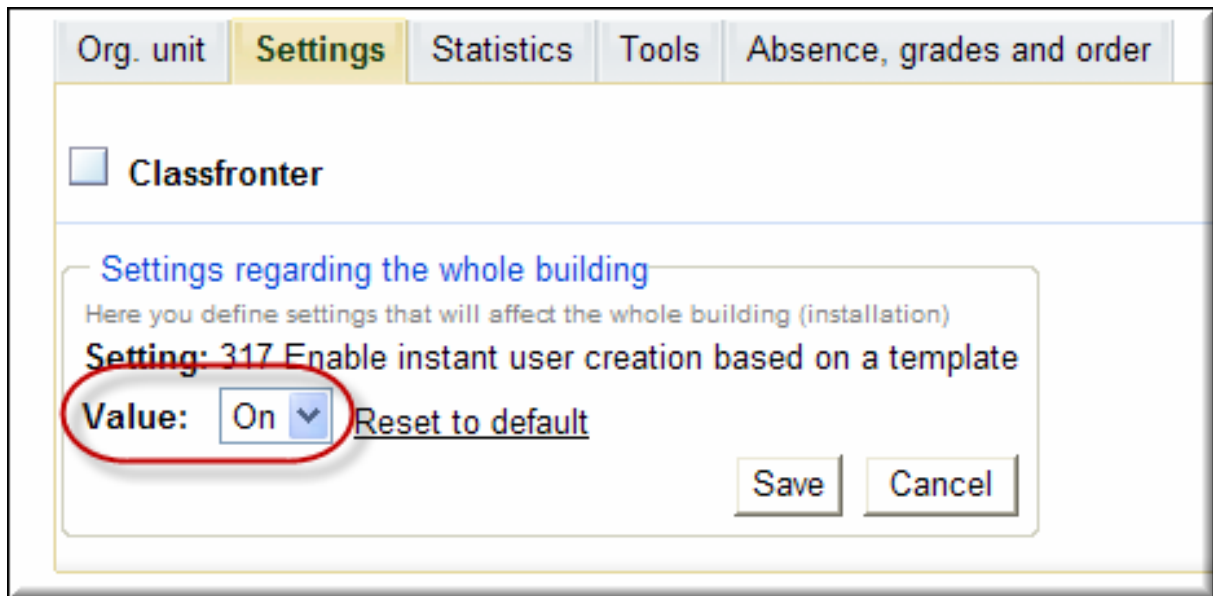 Org. unit Settings Statistics Tools Absence, grades and order
Classfronter
Settings regarding the whole building
Here you define settings that will affect the whole building (installation)
Setting: 317 Enable instant user creation based on a template
Value: On Reset to default
Save Cancel